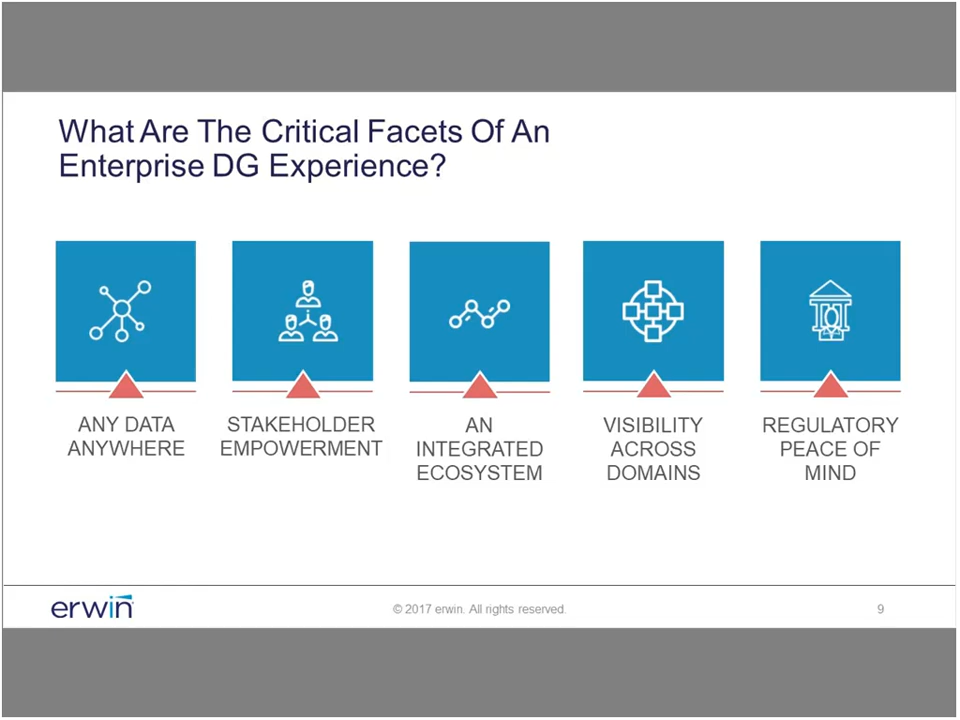 What Are The Critical Facets Of An
Enterprise DG Experience?
ANY DATA
ANYWHERE
STAKEHOLDER
EMPOWERMENT
AN
INTEGRATED
ECOSYSTEM
VISIBILITY
ACROSS
DOMAINS
REGULATORY
PEACE OF
MIND
erwin
© 2017 erwin. All rights reserved.
9